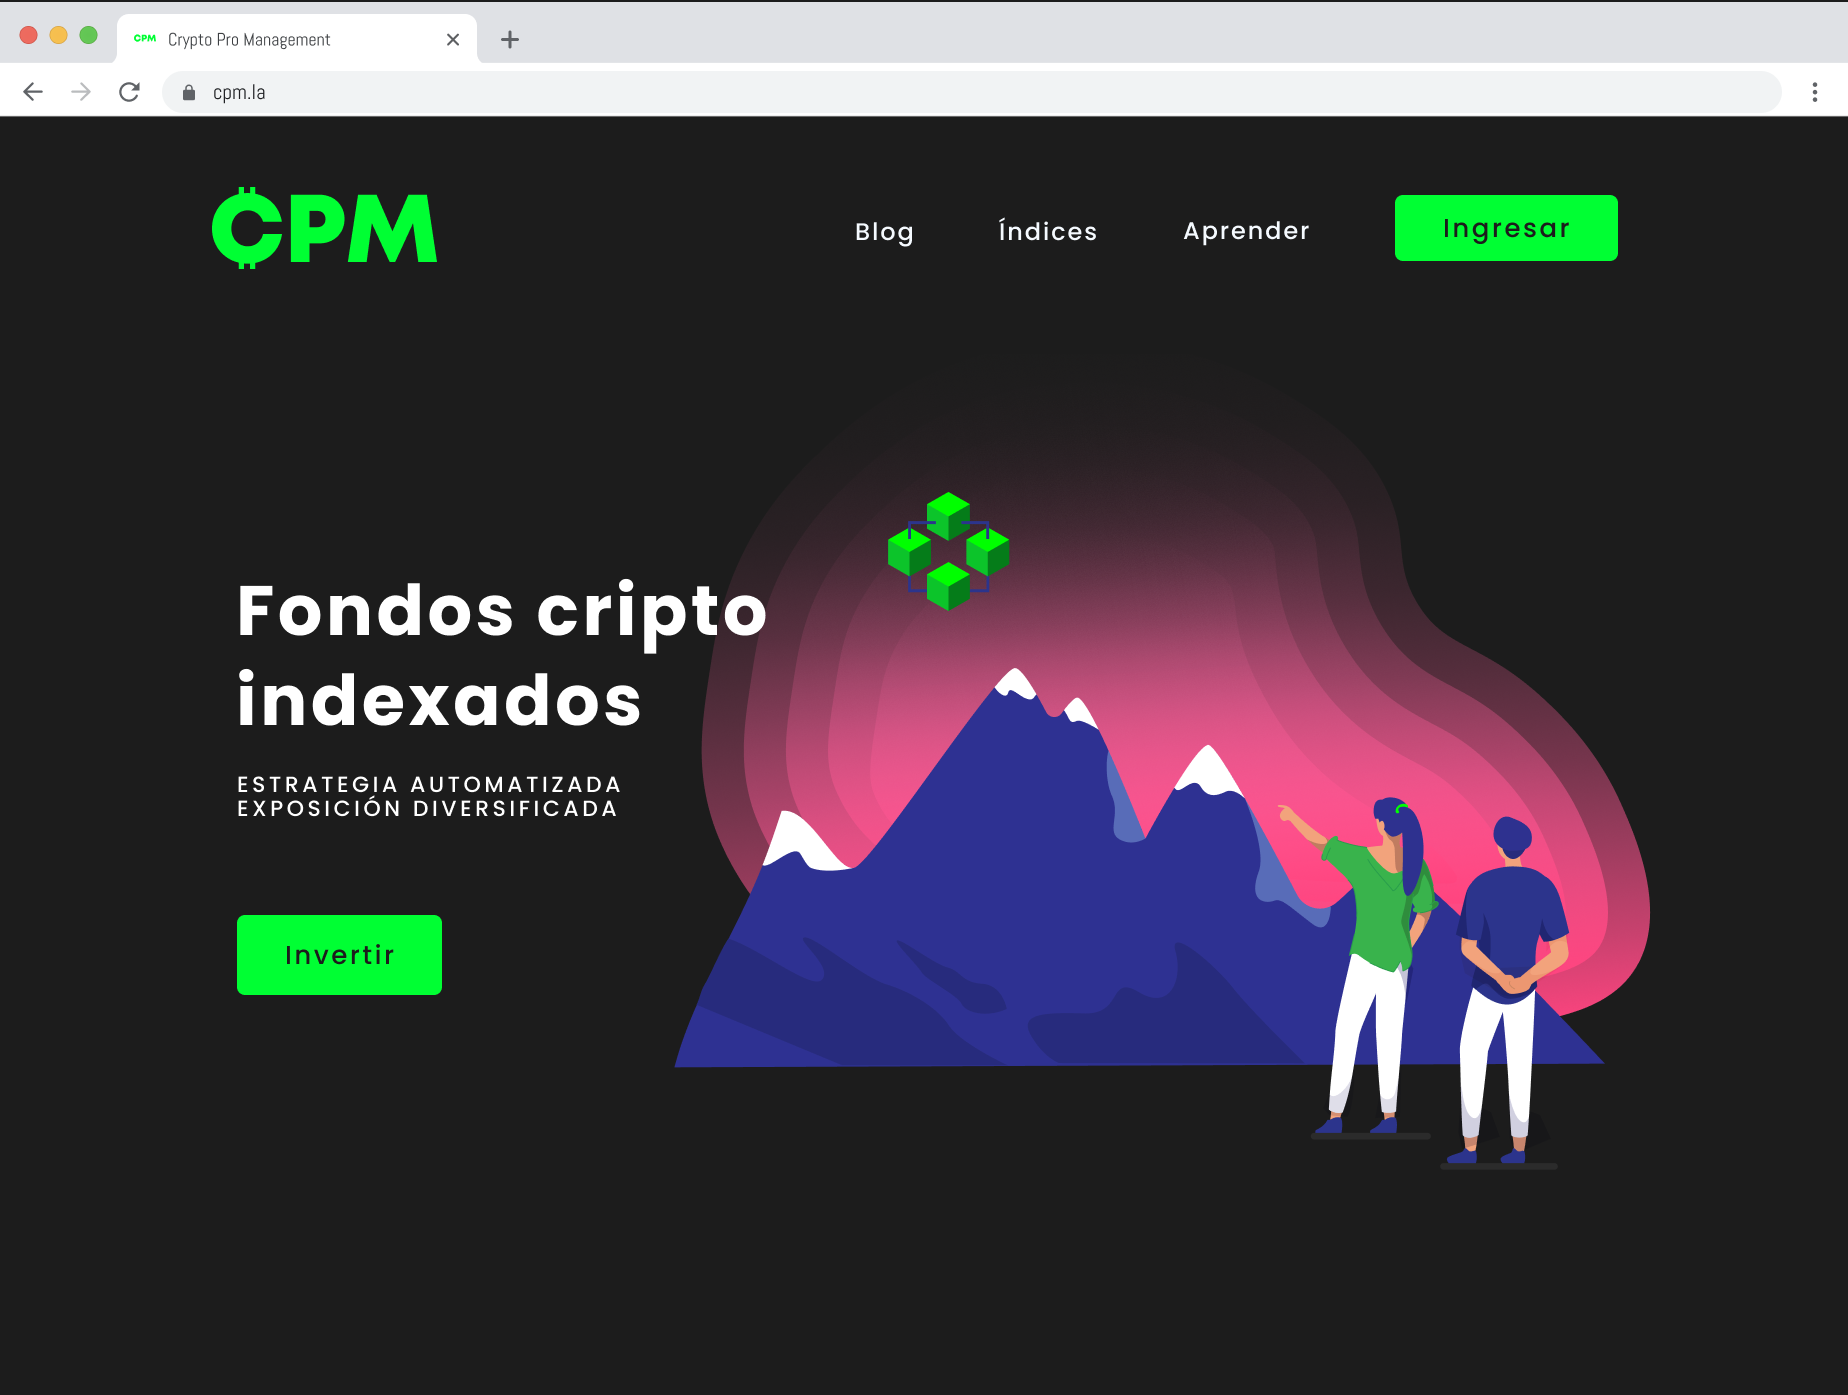 CPM Crypto Pro Management
cpm.la
CPM
Blog Índices Aprender Ingresar
Fondos cripto
indexados
ESTRATEGIA AUTOMATIZADA
EXPOSICIÓN DIVERSIFICADA
Invertir